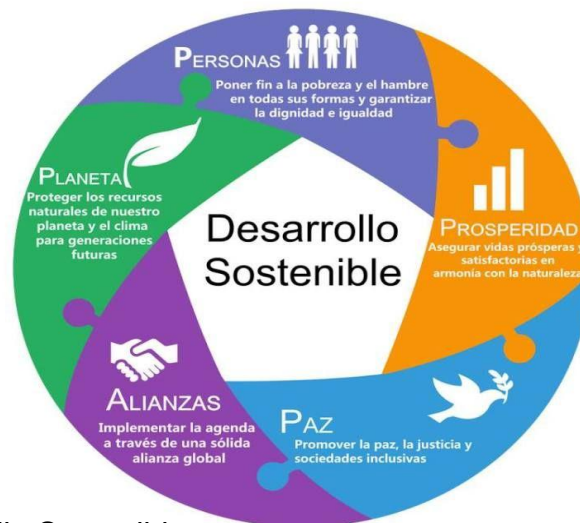 PERSONAS
Poner fin a la pobreza y el hambre
en todas sus formas y garantizar
la dignidad e igualdad
PROSPERIDAD
Asegurar vidas prósperas y
satisfactorias en
armonía con la naturaleza
PAZ
Promover la paz, la justicia y
sociedades inclusivas
ALIANZAS
Implementar la agenda
a través de una sólida
alianza global
PLANETA
Proteger los recursos
naturales de nuestro
planeta y el clima
para generaciones
futuras
Desarrollo
Sostenible